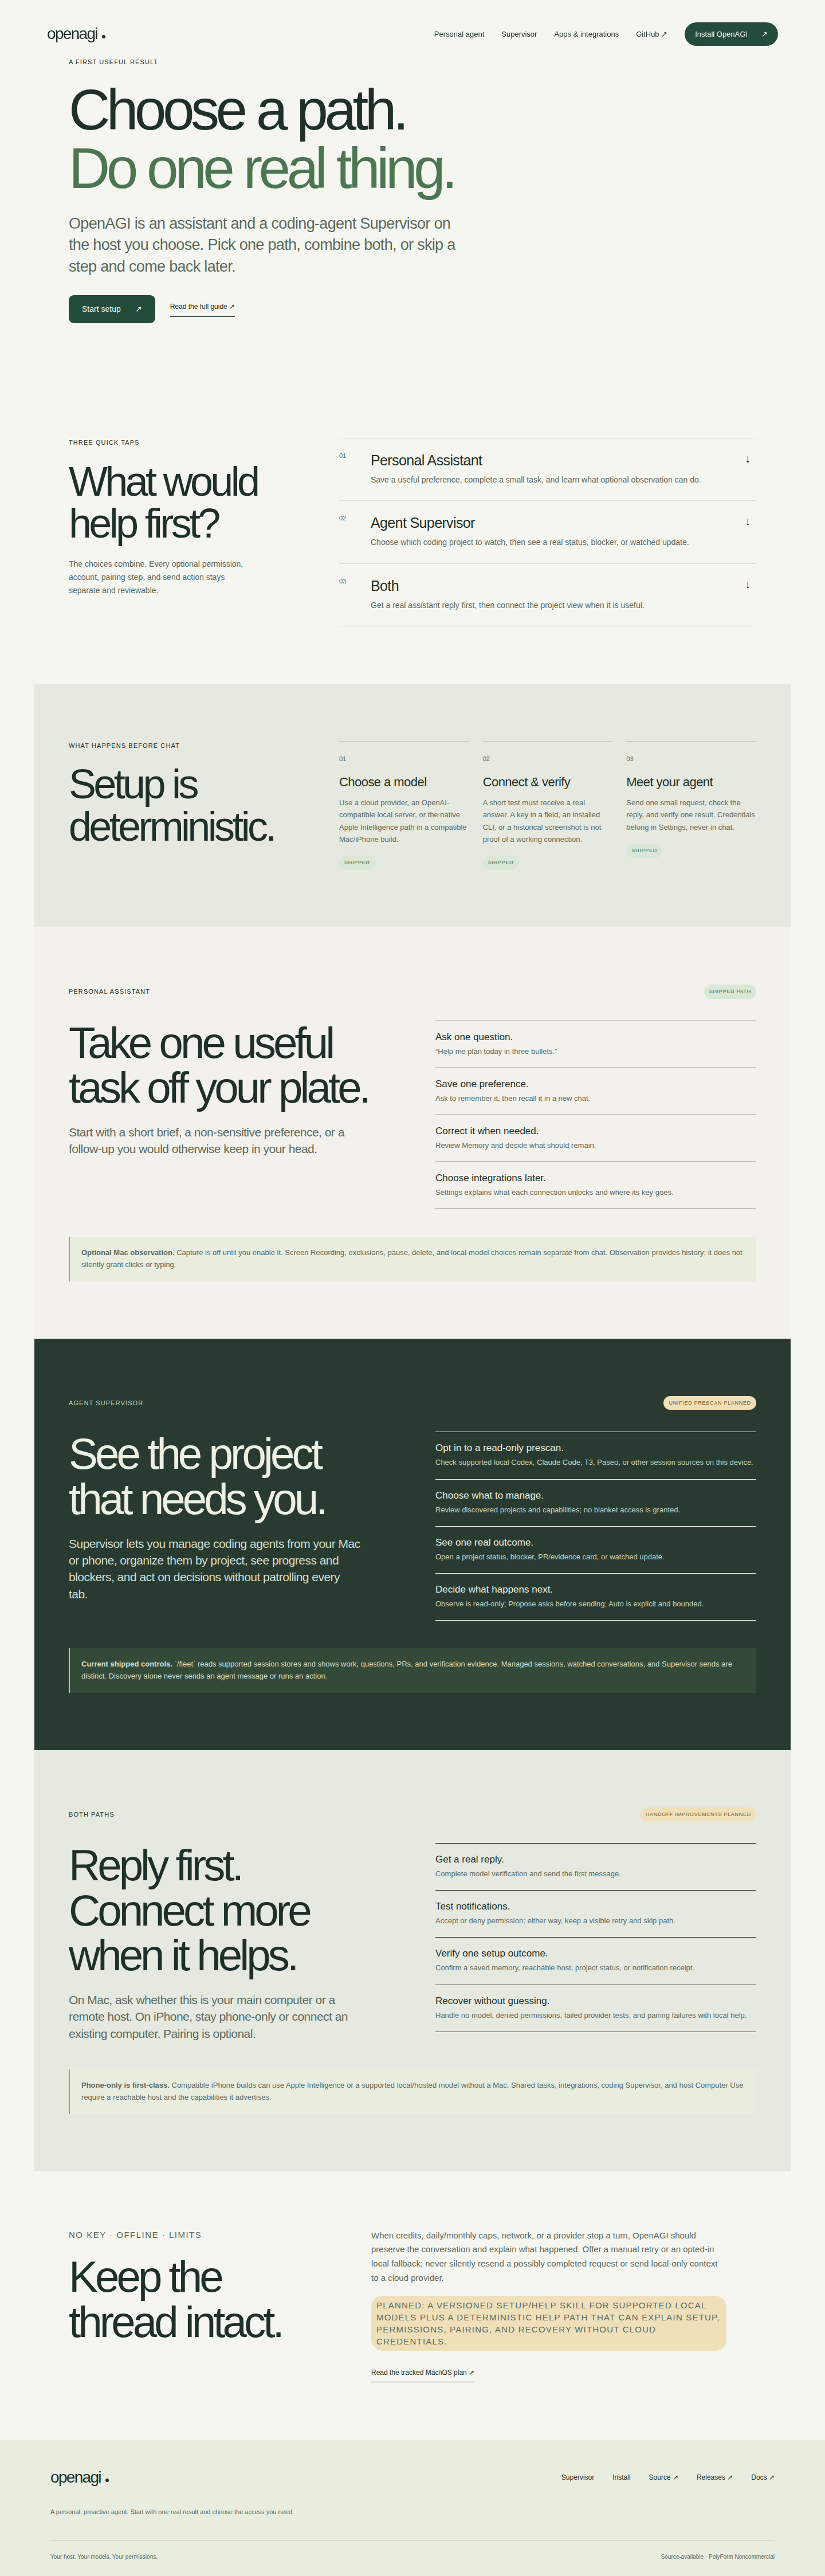 openagi
Personal agent Supervisor Apps & integrations GitHub ↗ Install OpenAGI ↗
A FIRST USEFUL RESULT
Choose a path.
Do one real thing.
OpenAGI is an assistant and a coding-agent Supervisor on
the host you choose. Pick one path, combine both, or skip a
step and come back later.
Start setup ↗ Read the full guide ↗
THREE QUICK TAPS
What would
help first?
The choices combine. Every optional permission,
account, pairing step, and send action stays
separate and reviewable.
01 Personal Assistant ↓
Save a useful preference, complete a small task, and learn what optional observation can do.
02 Agent Supervisor ↓
Choose which coding project to watch, then see a real status, blocker, or watched update.
03 Both ↓
Get a real assistant reply first, then connect the project view when it is useful.
WHAT HAPPENS BEFORE CHAT
Setup is
deterministic.
01
Choose a model
Use a cloud provider, an OpenAI-
compatible local server, or the native
Apple Intelligence path in a compatible
Mac/iPhone build.
SHIPPED
02
Connect & verify
A short test must receive a real
answer. A key in a field, an installed
CLI, or a historical screenshot is not
proof of a working connection.
SHIPPED
03
Meet your agent
Send one small request, check the
reply, and verify one result. Credentials
belong in Settings, never in chat.
SHIPPED
PERSONAL ASSISTANT
SHIPPED PATH
Take one useful
task off your plate.
Start with a short brief, a non-sensitive preference, or a
follow-up you would otherwise keep in your head.
Ask one question.
“Help me plan today in three bullets.”
Save one preference.
Ask to remember it, then recall it in a new chat.
Correct it when needed.
Review Memory and decide what should remain.
Choose integrations later.
Settings explains what each connection unlocks and where its key goes.
Optional Mac observation. Capture is off until you enable it. Screen Recording, exclusions, pause, delete, and local-model choices remain separate from chat. Observation provides history; it does not
silently grant clicks or typing.
AGENT SUPERVISOR
UNIFIED PRESCAN PLANNED
See the project
that needs you.
Supervisor lets you manage coding agents from your Mac
or phone, organize them by project, see progress and
blockers, and act on decisions without patrolling every
tab.
Opt in to a read-only prescan.
Check supported local Codex, Claude Code, T3, Paseo, or other session sources on this device.
Choose what to manage.
Review discovered projects and capabilities; no blanket access is granted.
See one real outcome.
Open a project status, blocker, PR/evidence card, or watched update.
Decide what happens next.
Observe is read-only; Propose asks before sending; Auto is explicit and bounded.
Current shipped controls. `/fleet` reads supported session stores and shows work, questions, PRs, and verification evidence. Managed sessions, watched conversations, and Supervisor sends are
distinct. Discovery alone never sends an agent message or runs an action.
BOTH PATHS
HANDOFF IMPROVEMENTS PLANNED
Reply first.
Connect more
when it helps.
On Mac, ask whether this is your main computer or a
remote host. On iPhone, stay phone-only or connect an
existing computer. Pairing is optional.
Get a real reply.
Complete model verification and send the first message.
Test notifications.
Accept or deny permission; either way, keep a visible retry and skip path.
Verify one setup outcome.
Confirm a saved memory, reachable host, project status, or notification receipt.
Recover without guessing.
Handle no model, denied permissions, failed provider tests, and pairing failures with local help.
Phone-only is first-class. Compatible iPhone builds can use Apple Intelligence or a supported local/hosted model without a Mac. Shared tasks, integrations, coding Supervisor, and host Computer Use
require a reachable host and the capabilities it advertises.
NO KEY · OFFLINE · LIMITS
Keep the
thread intact.
When credits, daily/monthly caps, network, or a provider stop a turn, OpenAGI should
preserve the conversation and explain what happened. Offer a manual retry or an opted-in
local fallback; never silently resend a possibly completed request or send local-only context
to a cloud provider.
PLANNED: A VERSIONED SETUP/HELP SKILL FOR SUPPORTED LOCAL
MODELS PLUS A DETERMINISTIC HELP PATH THAT CAN EXPLAIN SETUP,
PERMISSIONS, PAIRING, AND RECOVERY WITHOUT CLOUD
CREDENTIALS.
Read the tracked Mac/iOS plan ↗
openagi
Supervisor Install Source ↗ Releases ↗ Docs ↗
A personal, proactive agent. Start with one real result and choose the access you need.
Your host. Your models. Your permissions.
Source-available · PolyForm Noncommercial